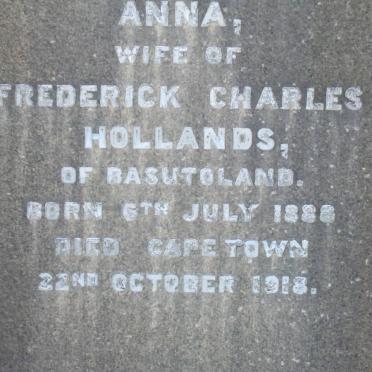 ANNA,
WIFE OF
FREDERICK CHARLES
HOLLANDS,
OF BASUTOLAND.
BORN 6TH JULY 1888
DIED CAPE TOWN
22ND OCTOBER 1918.